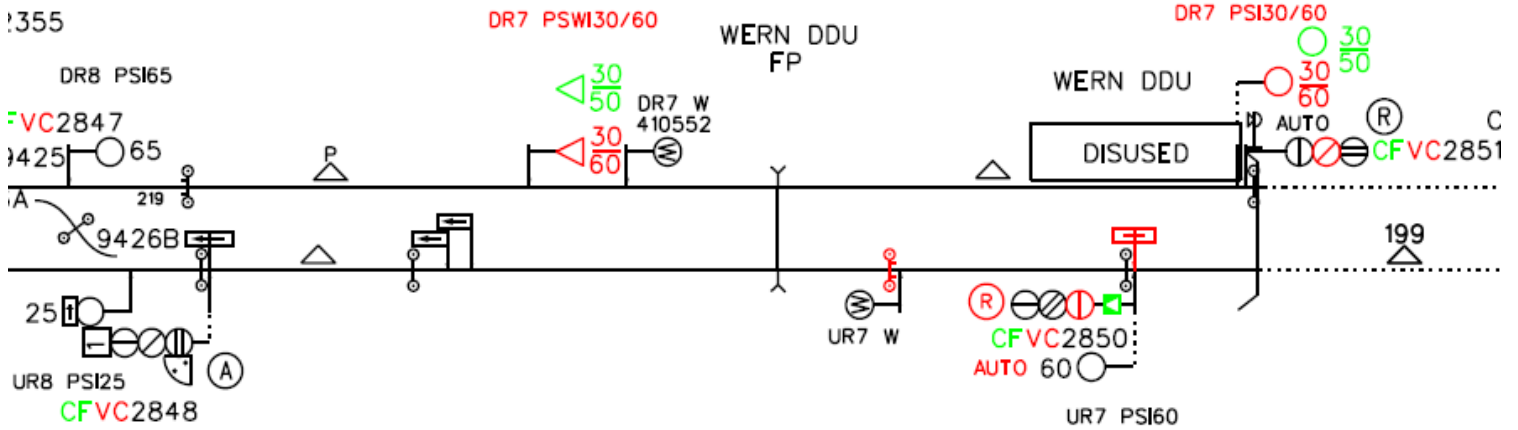 2355
DR7 PSWI30/60
WERN DDU
FP
DR7 PSI30/60
30
50
DR8 PSI65
30
50
WERN DDU
30
60
DR7 W
410552
FVC2847
AUTO
R
C
9425
65
P
30
60
W
DISUSED
CFVC2851
219
A
9426B
199
25
W
R
UR7 W
CFVC2850
1
A
AUTO 60
UR8 PSI25
CFVC2848
UR7 PSI60